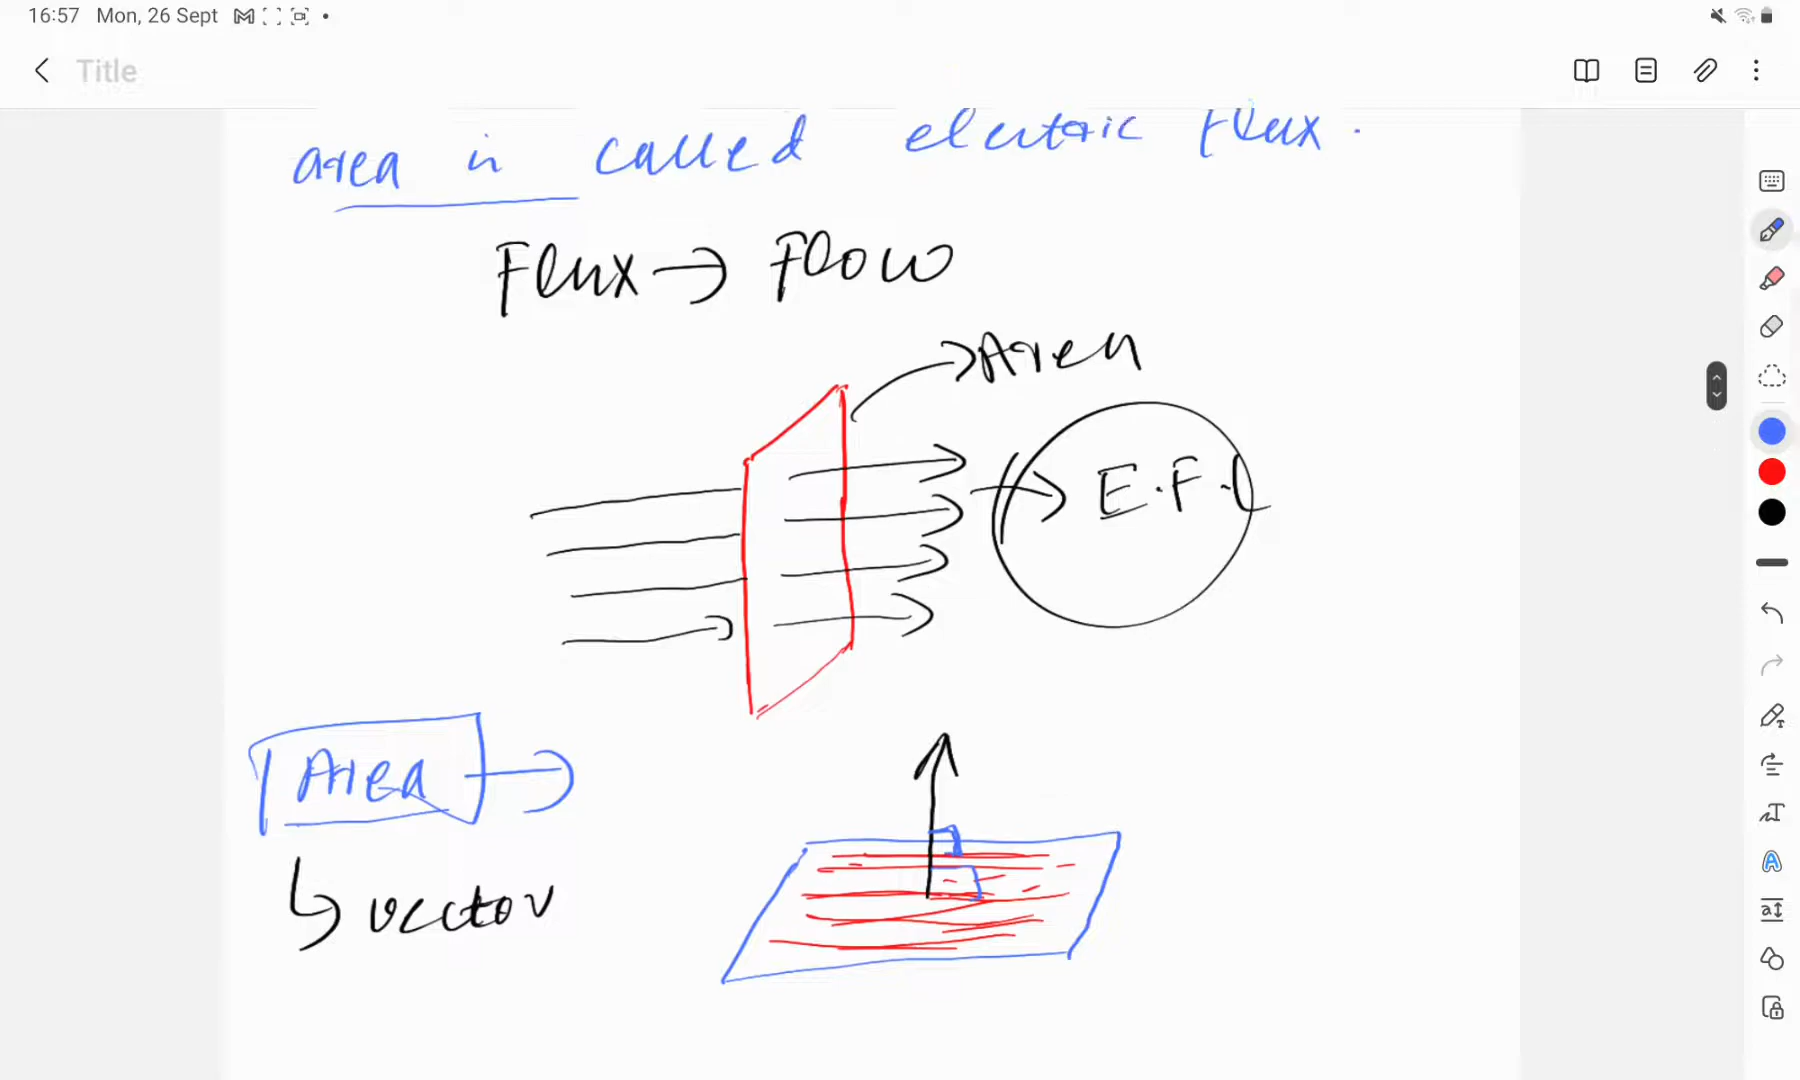 16:57 Mon, 26 Sept
Title
area is called electric flux.
Flux → Flow
→ Area
→ E.F.L
Area →
↳ vector